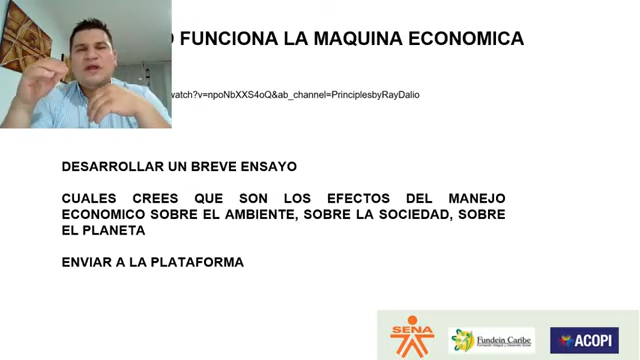 FUNCIONA LA MAQUINA ECONOMICA
watch?v=npoNbXXS4oQ&ab_channel=PrinciplesbyRayDalio
DESARROLLAR UN BREVE ENSAYO
CUALES CREES QUE SON LOS EFECTOS DEL MANEJO
ECONOMICO SOBRE EL AMBIENTE, SOBRE LA SOCIEDAD, SOBRE
EL PLANETA
ENVIAR A LA PLATAFORMA
SENA
Fundein Caribe
ACOPI